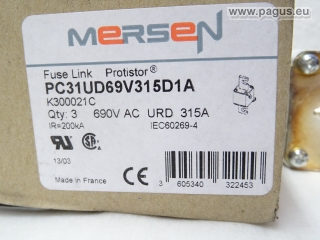 © www.pagus.eu
MERSEN
Fuse Link Protistor®
PC31UD69V315D1A
K300021C
Qty: 3 690V AC URD 315A
IR=200kA IEC60269-4
13/03
Made in France
CE
3 605340 322453